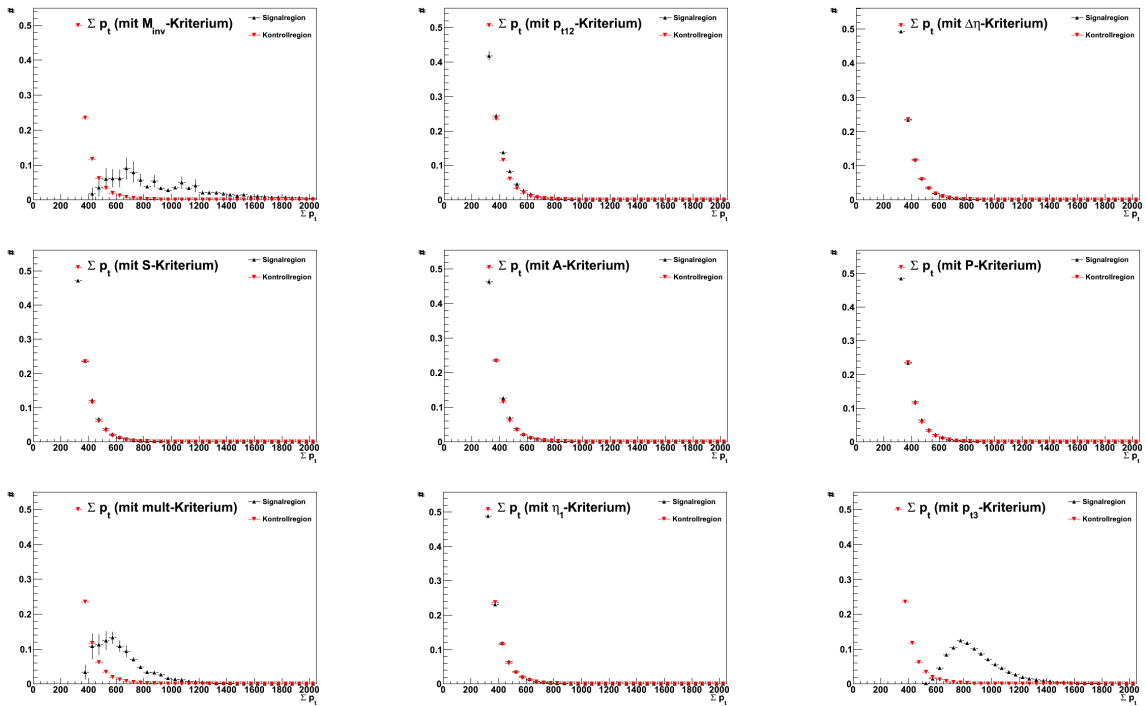 #
Σ p_t (mit M_inv-Kriterium)
Signalregion
Kontrollregion
0.5
0.4
0.3
0.2
0.1
0
0 200 400 600 800 1000 1200 1400 1600 1800 2000
Σ p_t
#
Σ p_t (mit p_t12-Kriterium)
Signalregion
Kontrollregion
0.5
0.4
0.3
0.2
0.1
0
0 200 400 600 800 1000 1200 1400 1600 1800 2000
Σ p_t
#
Σ p_t (mit Δη-Kriterium)
Signalregion
Kontrollregion
0.5
0.4
0.3
0.2
0.1
0
0 200 400 600 800 1000 1200 1400 1600 1800 2000
Σ p_t
#
Σ p_t (mit S-Kriterium)
Signalregion
Kontrollregion
0.5
0.4
0.3
0.2
0.1
0
0 200 400 600 800 1000 1200 1400 1600 1800 2000
Σ p_t
#
Σ p_t (mit A-Kriterium)
Signalregion
Kontrollregion
0.5
0.4
0.3
0.2
0.1
0
0 200 400 600 800 1000 1200 1400 1600 1800 2000
Σ p_t
#
Σ p_t (mit P-Kriterium)
Signalregion
Kontrollregion
0.5
0.4
0.3
0.2
0.1
0
0 200 400 600 800 1000 1200 1400 1600 1800 2000
Σ p_t
#
Σ p_t (mit mult-Kriterium)
Signalregion
Kontrollregion
0.5
0.4
0.3
0.2
0.1
0
0 200 400 600 800 1000 1200 1400 1600 1800 2000
Σ p_t
#
Σ p_t (mit η_1-Kriterium)
Signalregion
Kontrollregion
0.5
0.4
0.3
0.2
0.1
0
0 200 400 600 800 1000 1200 1400 1600 1800 2000
Σ p_t
#
Σ p_t (mit p_t3-Kriterium)
Signalregion
Kontrollregion
0.5
0.4
0.3
0.2
0.1
0
0 200 400 600 800 1000 1200 1400 1600 1800 2000
Σ p_t